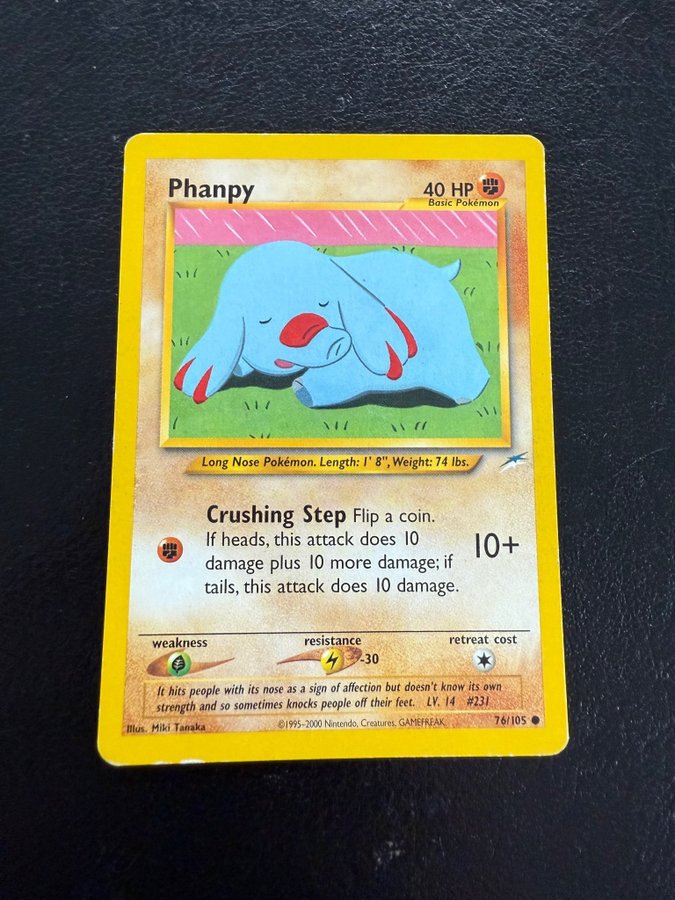 Phanpy
40 HP
Basic Pokémon
Long Nose Pokémon. Length: 1' 8", Weight: 74 lbs.
Crushing Step Flip a coin.
If heads, this attack does 10
damage plus 10 more damage; if
tails, this attack does 10 damage.
10+
weakness
resistance
retreat cost
-30
It hits people with its nose as a sign of affection but doesn't know its own
strength and so sometimes knocks people off their feet. LV. 14 #231
Illus. Miki Tanaka
©1995-2000 Nintendo, Creatures, GAMEFREAK.
76/105